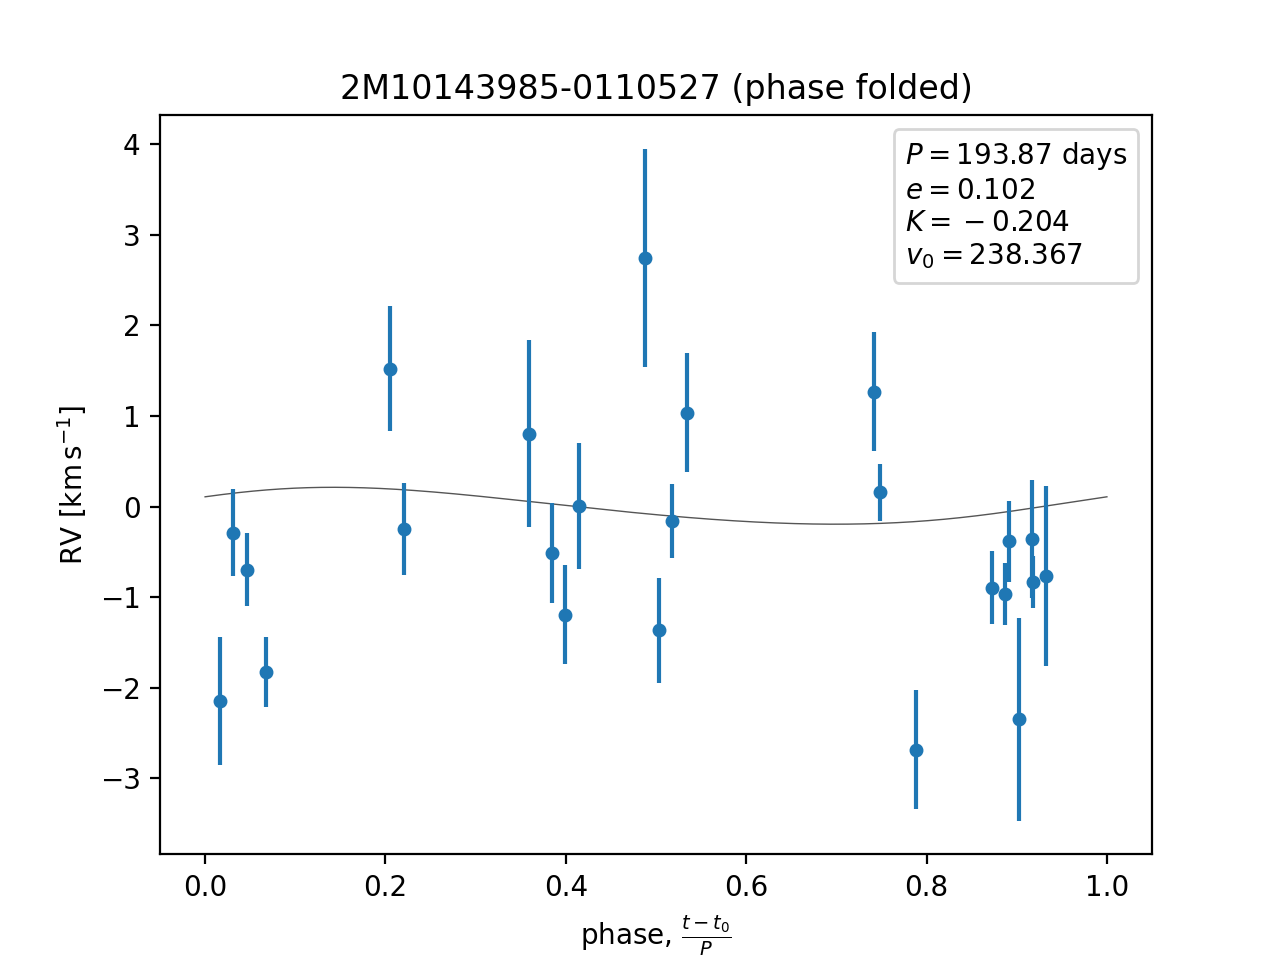 2M10143985-0110527 (phase folded)
P = 193.87 days
e = 0.102
K = −0.204
v₀ = 238.367
4
3
2
1
0
−1
−2
−3
RV [km s⁻¹]
0.0 0.2 0.4 0.6 0.8 1.0
phase, (t − t₀)/P